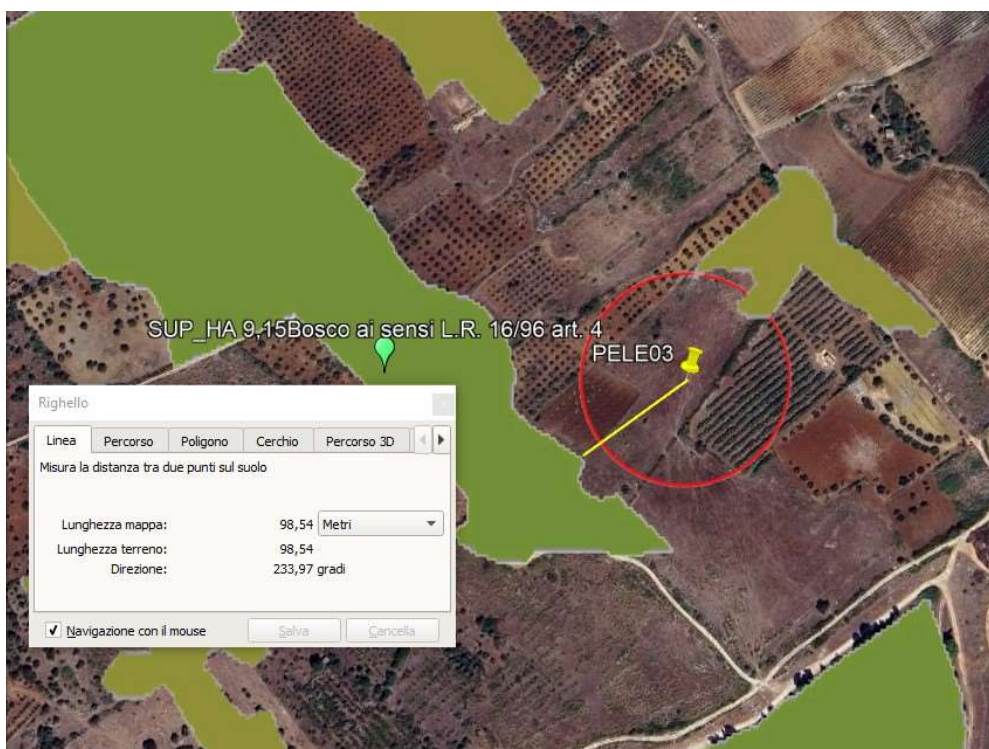 SUP_HA 9,15Bosco ai sensi L.R. 16/96 art. 4
PELE03
Righello
Linea Percorso Poligono Cerchio Percorso 3D
Misura la distanza tra due punti sul suolo
Lunghezza mappa: 98,54 Metri
Lunghezza terreno: 98,54
Direzione: 233,97 gradi
Navigazione con il mouse Salva Cancella